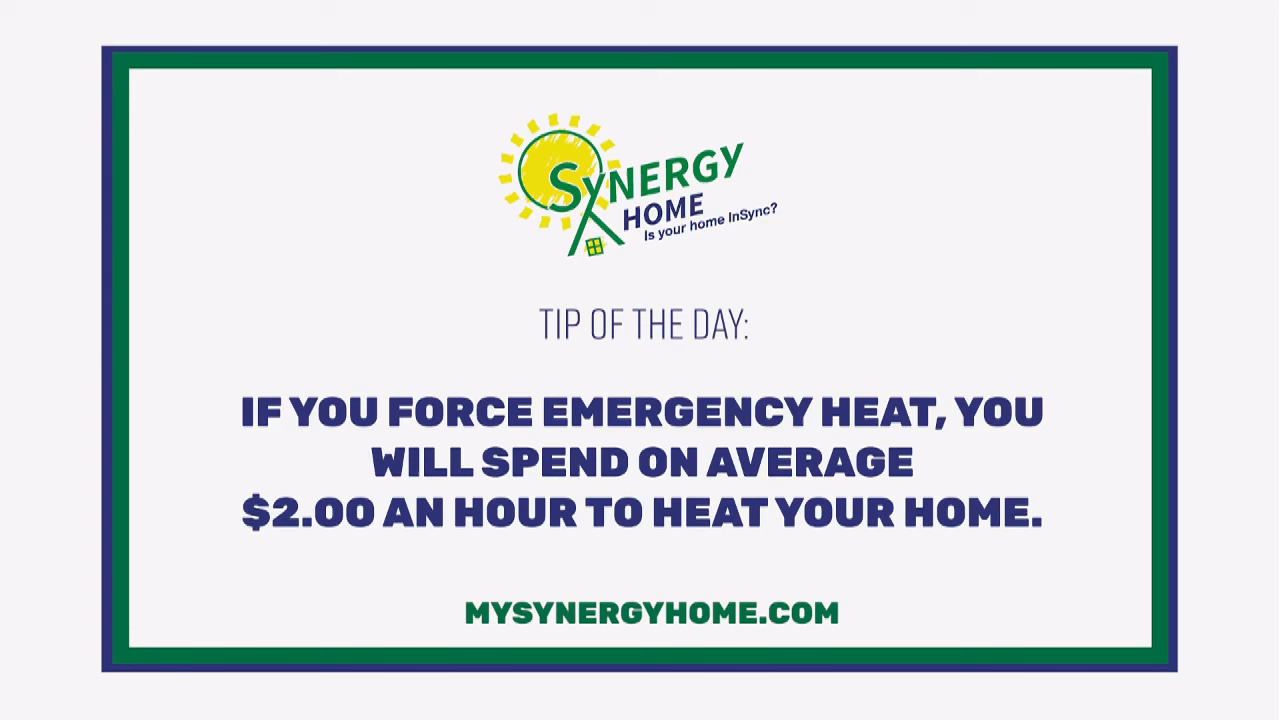 SYNERGY
HOME
Is your home InSync?
TIP OF THE DAY:
IF YOU FORCE EMERGENCY HEAT, YOU
WILL SPEND ON AVERAGE
$2.00 AN HOUR TO HEAT YOUR HOME.
MYSYNERGYHOME.COM